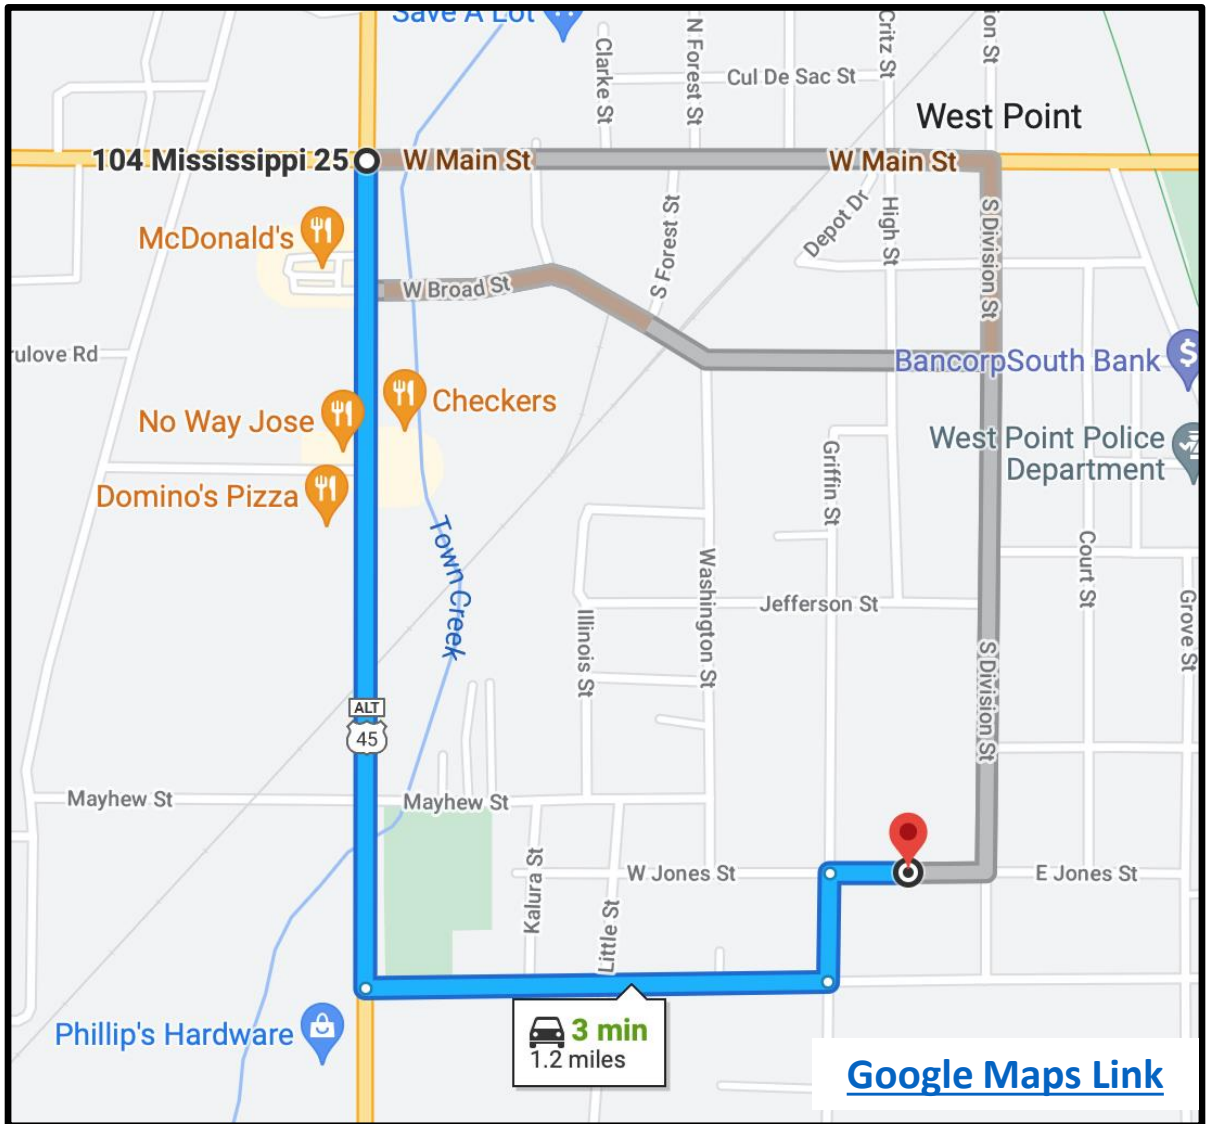 Save A Lot
Clarke St
N Forest St
Cul De Sac St
Critz St
ion St
West Point
104 Mississippi 25
W Main St
W Main St
McDonald's
W Broad St
S Forest St
Depot Dr
High St
S Division St
rulove Rd
BancorpSouth Bank
No Way Jose
Checkers
West Point Police
Department
Domino's Pizza
Griffin St
Town Creek
Washington St
Court St
Jefferson St
Illinois St
Grove St
S Division St
ALT
45
Mayhew St
Mayhew St
Kalura St
W Jones St
E Jones St
Little St
Phillip's Hardware
3 min
1.2 miles
Google Maps Link